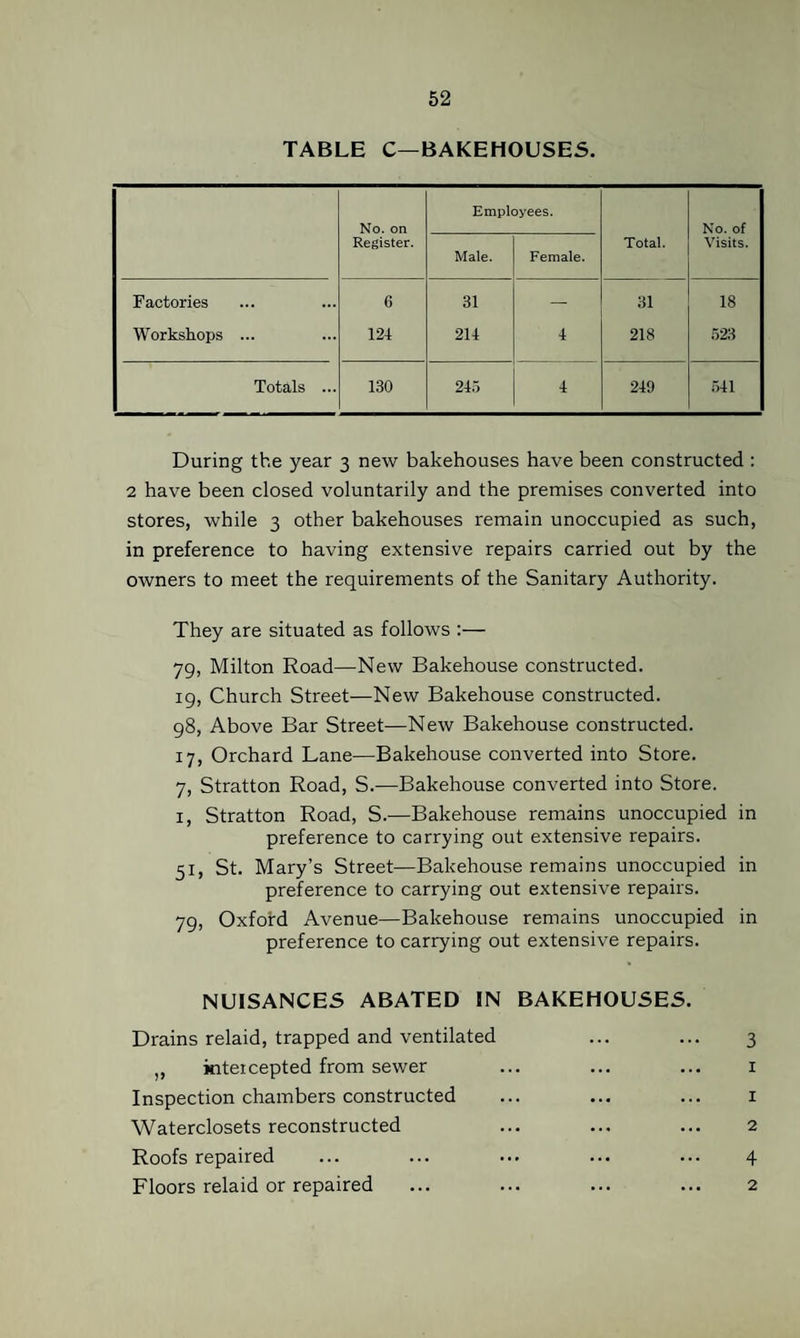 52
TABLE C—BAKEHOUSES.
No. on Register. Employees. Total. No. of Visits.
Male. Female.
Factories ... ... 6 31 — 31 18
Workshops ... ... 124 214 4 218 523
Totals ... 130 245 4 249 541
During the year 3 new bakehouses have been constructed :
2 have been closed voluntarily and the premises converted into
stores, while 3 other bakehouses remain unoccupied as such,
in preference to having extensive repairs carried out by the
owners to meet the requirements of the Sanitary Authority.
They are situated as follows :—
79, Milton Road—New Bakehouse constructed.
19, Church Street—New Bakehouse constructed.
98, Above Bar Street—New Bakehouse constructed.
17, Orchard Lane—Bakehouse converted into Store.
7, Stratton Road, S.—Bakehouse converted into Store.
1, Stratton Road, S.—Bakehouse remains unoccupied in
preference to carrying out extensive repairs.
51, St. Mary's Street—Bakehouse remains unoccupied in
preference to carrying out extensive repairs.
79, Oxford Avenue—Bakehouse remains unoccupied in
preference to carrying out extensive repairs.
NUISANCES ABATED IN BAKEHOUSES.
Drains relaid, trapped and ventilated ... ... 3
„ intercepted from sewer ... ... ... 1
Inspection chambers constructed ... ... ... 1
Waterclosets reconstructed ... ... ... 2
Roofs repaired ... ... ... ... ... 4
Floors relaid or repaired ... ... ... ... 2